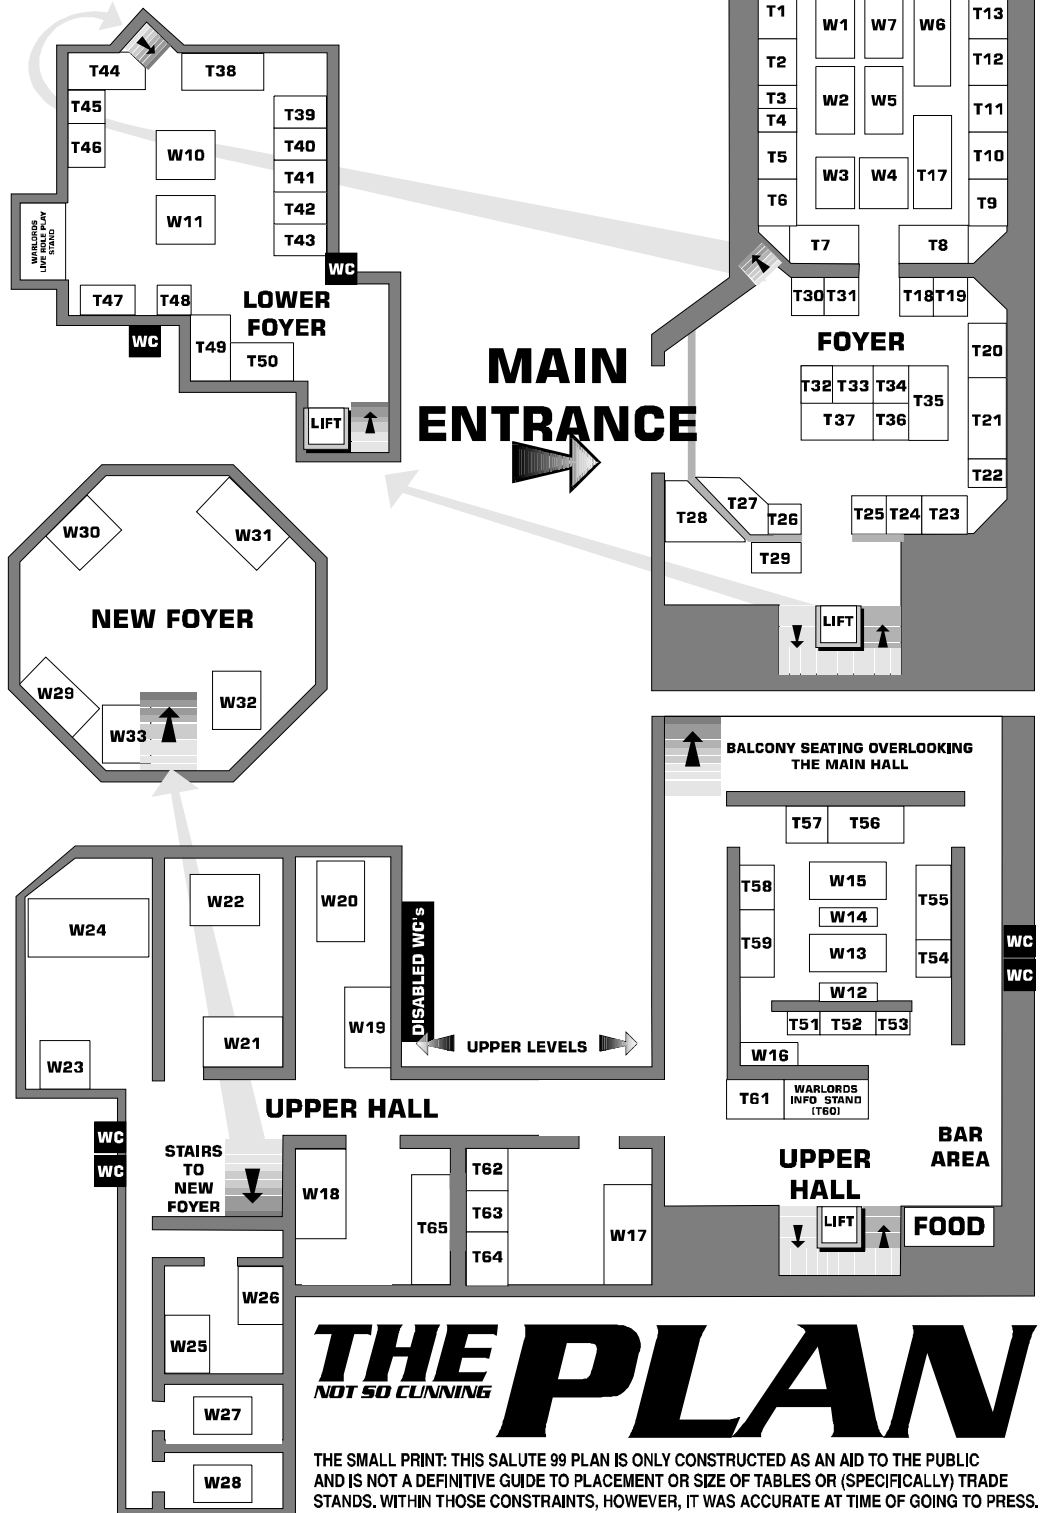 T1
W1
W7
W6
T13
T2
T12
T3
W2
W5
T11
T4
T5
T10
W3
W4
T17
T6
T9
T7
T8
T44
T38
T45
T39
T46
W10
T40
T41
W11
T42
T43
WARLORDS
LIVE ROLE PLAY
STAND
WC
T47
T48
LOWER
FOYER
WC
T49
T50
LIFT
MAIN
ENTRANCE
T30
T31
T18
T19
FOYER
T20
T32
T33
T34
T35
T37
T36
T21
T22
T28
T27
T26
T25
T24
T23
T29
LIFT
W30
W31
NEW FOYER
W29
W32
W33
BALCONY SEATING OVERLOOKING
THE MAIN HALL
T57
T56
T58
W15
T55
W14
T59
W13
T54
WC
WC
W12
T51
T52
T53
W16
T61
WARLORDS
INFO STAND
(T60)
BAR
AREA
UPPER
HALL
LIFT
FOOD
W24
W22
W20
DISABLED WC's
W19
W21
W23
UPPER LEVELS
UPPER HALL
WC
WC
STAIRS
TO
NEW
FOYER
W18
T65
T62
T63
T64
W17
W26
W25
W27
W28
THE
NOT SO CUNNING
PLAN
THE SMALL PRINT: THIS SALUTE 99 PLAN IS ONLY CONSTRUCTED AS AN AID TO THE PUBLIC
AND IS NOT A DEFINITIVE GUIDE TO PLACEMENT OR SIZE OF TABLES OR (SPECIFICALLY) TRADE
STANDS. WITHIN THOSE CONSTRAINTS, HOWEVER, IT WAS ACCURATE AT TIME OF GOING TO PRESS.